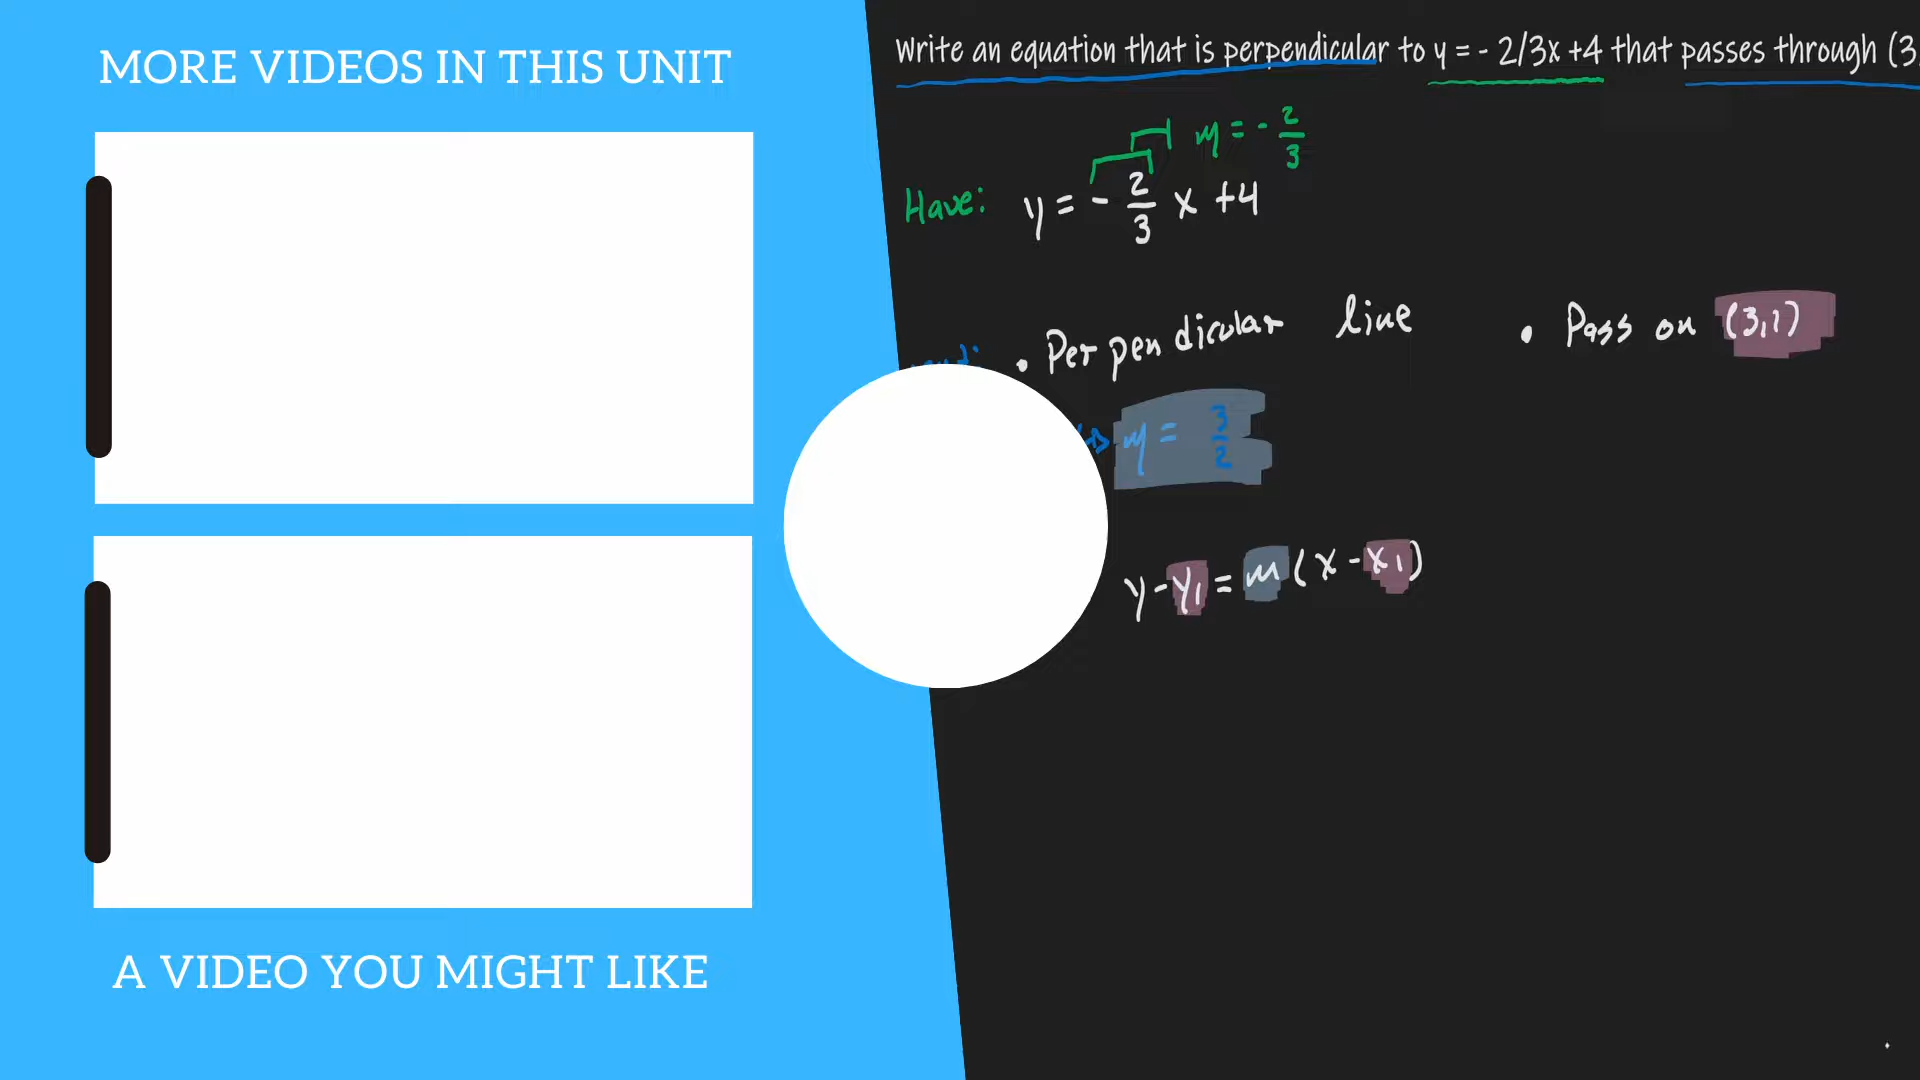 MORE VIDEOS IN THIS UNIT
A VIDEO YOU MIGHT LIKE
Write an equation that is perpendicular to y = - 2/3x +4 that passes through (3,
m = - 2/3
Have: y = - 2/3 x +4
• Perpendicular line • Pass on (3,1)
m = 3/2
y - y₁ = m (x - x₁)